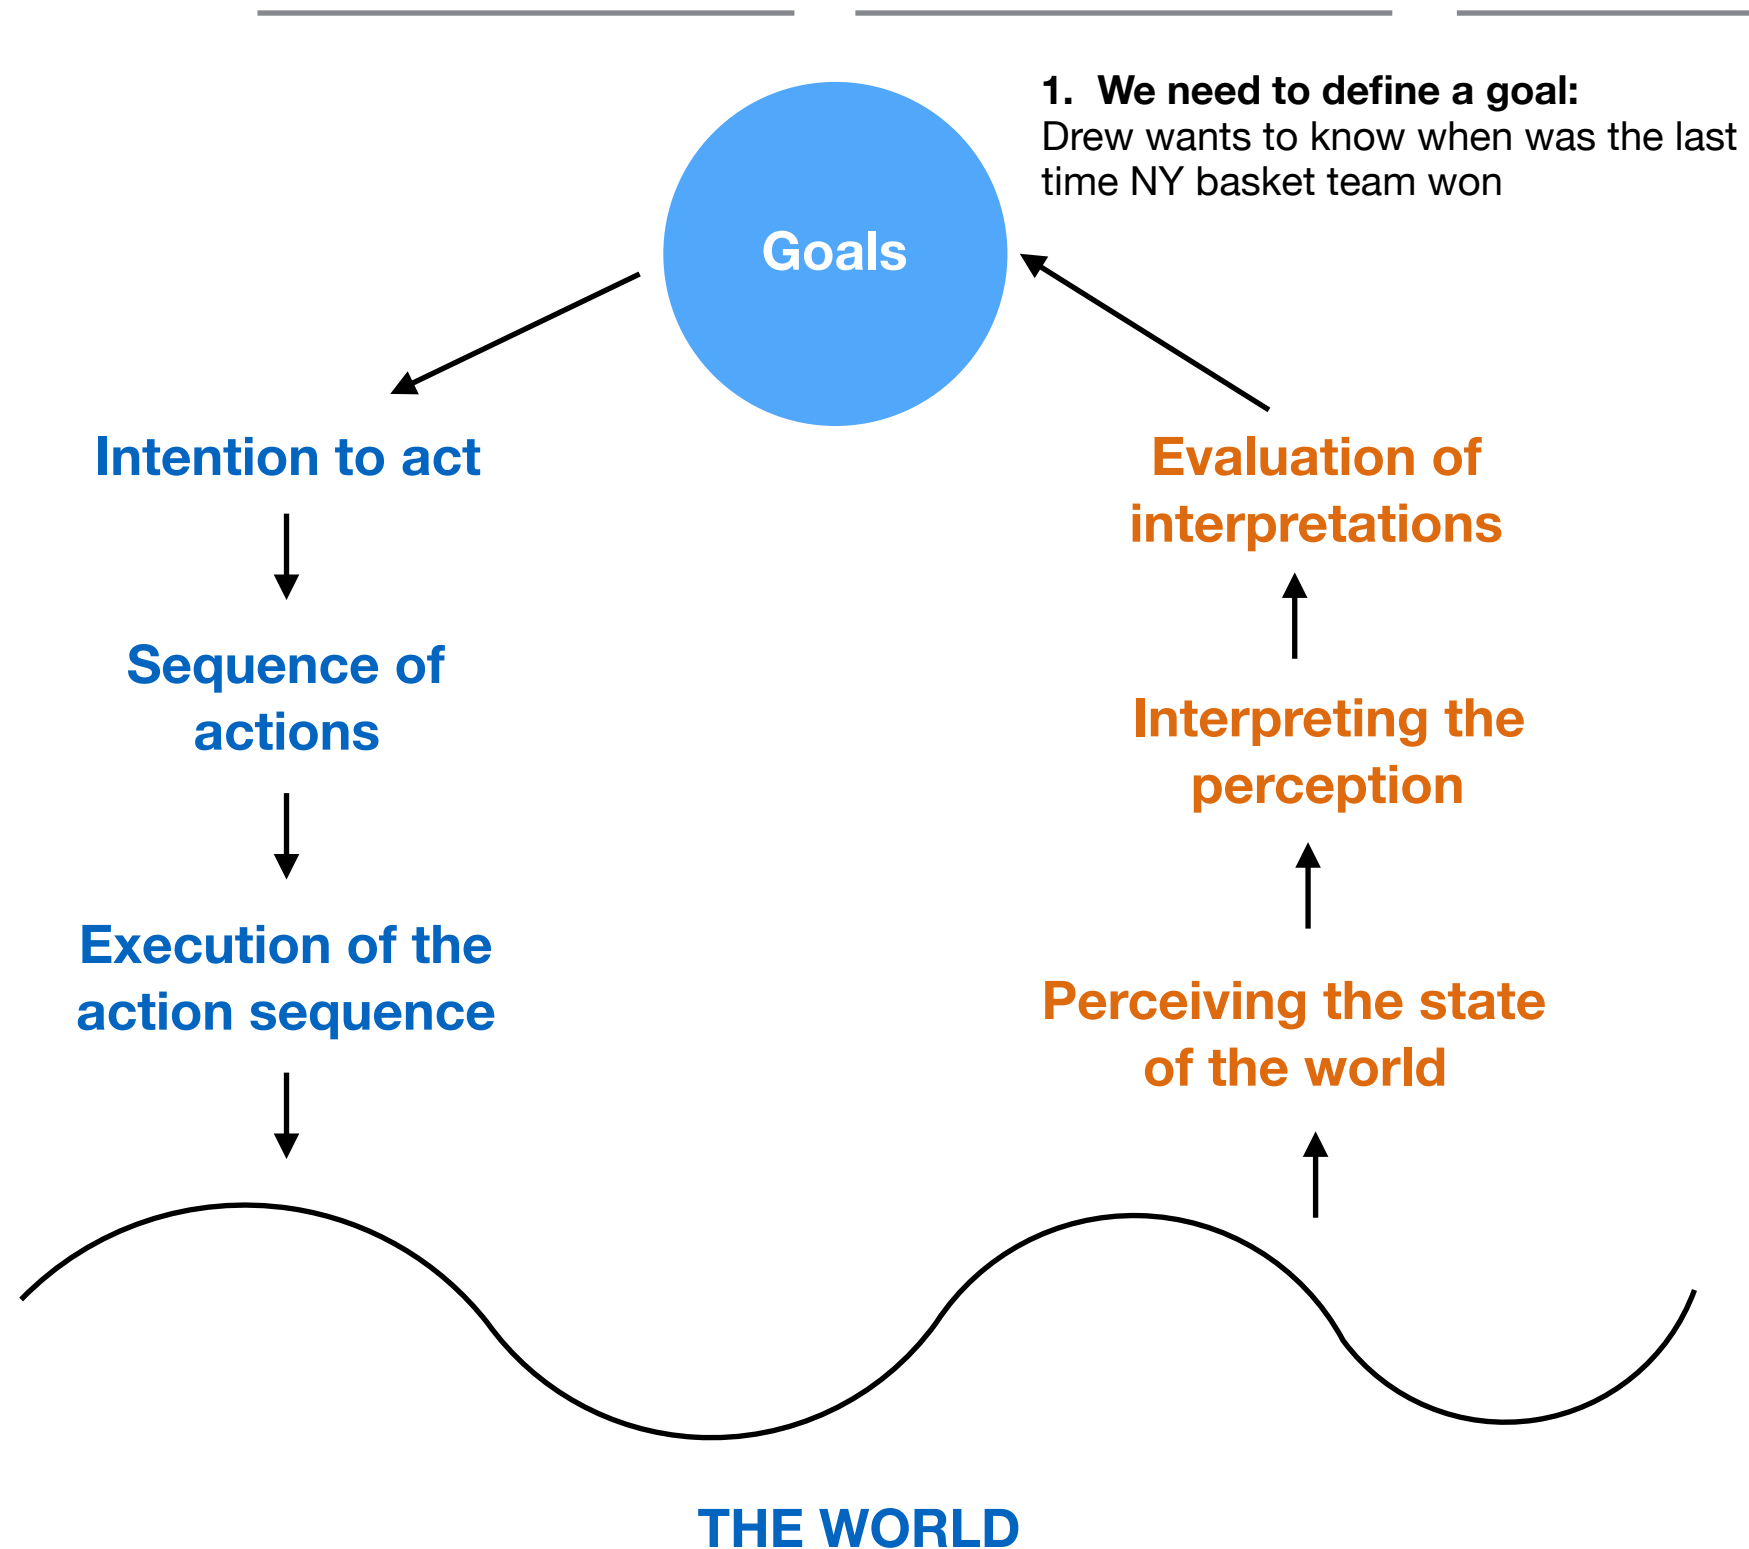 1. We need to define a goal:
Drew wants to know when was the last
time NY basket team won
Goals
Intention to act
Sequence of
actions
Execution of the
action sequence
Evaluation of
interpretations
Interpreting the
perception
Perceiving the state
of the world
THE WORLD